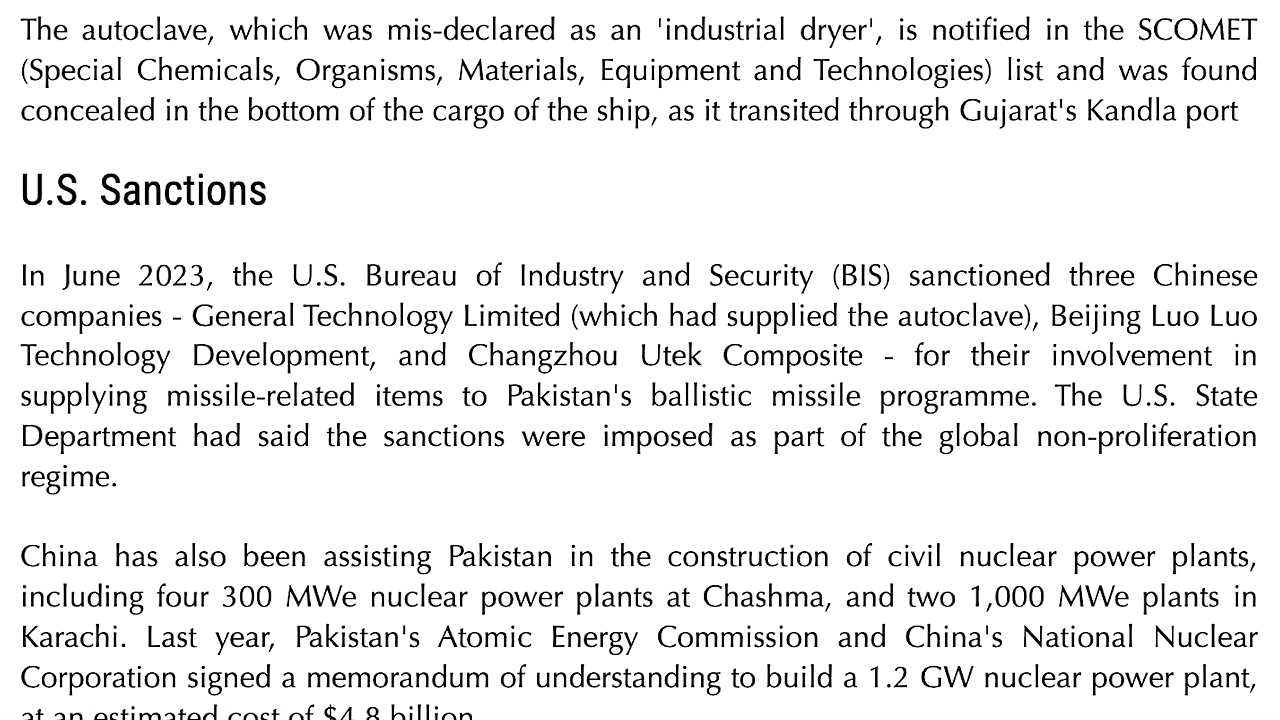 The autoclave, which was mis-declared as an 'industrial dryer', is notified in the SCOMET
(Special Chemicals, Organisms, Materials, Equipment and Technologies) list and was found
concealed in the bottom of the cargo of the ship, as it transited through Gujarat's Kandla port
U.S. Sanctions
In June 2023, the U.S. Bureau of Industry and Security (BIS) sanctioned three Chinese
companies - General Technology Limited (which had supplied the autoclave), Beijing Luo Luo
Technology Development, and Changzhou Utek Composite - for their involvement in
supplying missile-related items to Pakistan's ballistic missile programme. The U.S. State
Department had said the sanctions were imposed as part of the global non-proliferation
regime.
China has also been assisting Pakistan in the construction of civil nuclear power plants,
including four 300 MWe nuclear power plants at Chashma, and two 1,000 MWe plants in
Karachi. Last year, Pakistan's Atomic Energy Commission and China's National Nuclear
Corporation signed a memorandum of understanding to build a 1.2 GW nuclear power plant,
at an estimated cost of $4.8 billion